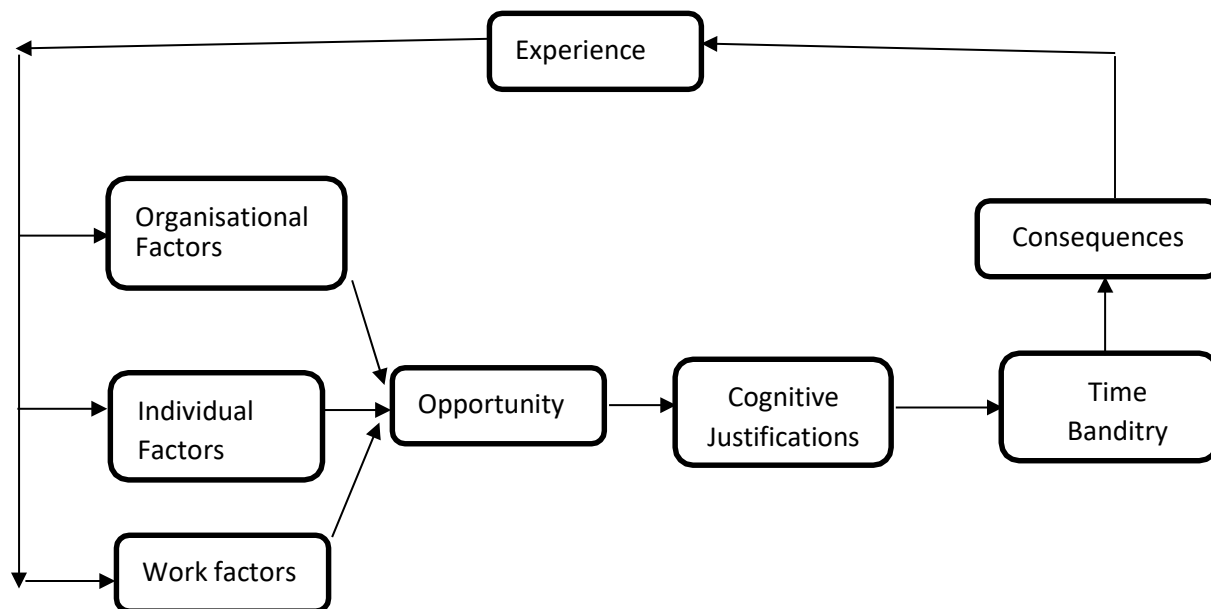 Experience
Organisational
Factors
Consequences
Individual
Factors
Opportunity
Cognitive
Justifications
Time
Banditry
Work factors